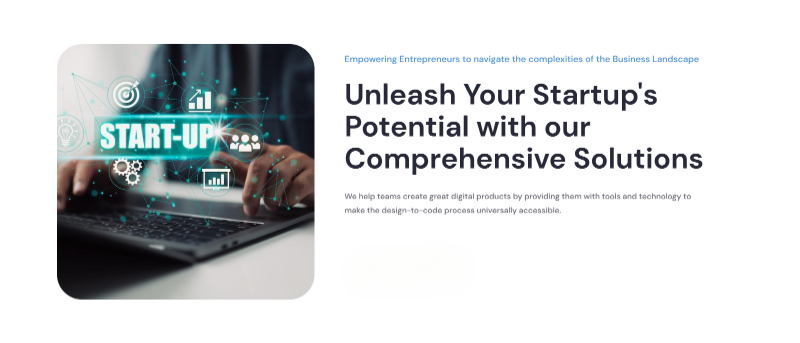 Empowering Entrepreneurs to navigate the complexities of the Business Landscape
Unleash Your Startup's
Potential with our
Comprehensive Solutions
We help teams create great digital products by providing them with tools and technology to
make the design-to-code process universally accessible.
START-UP